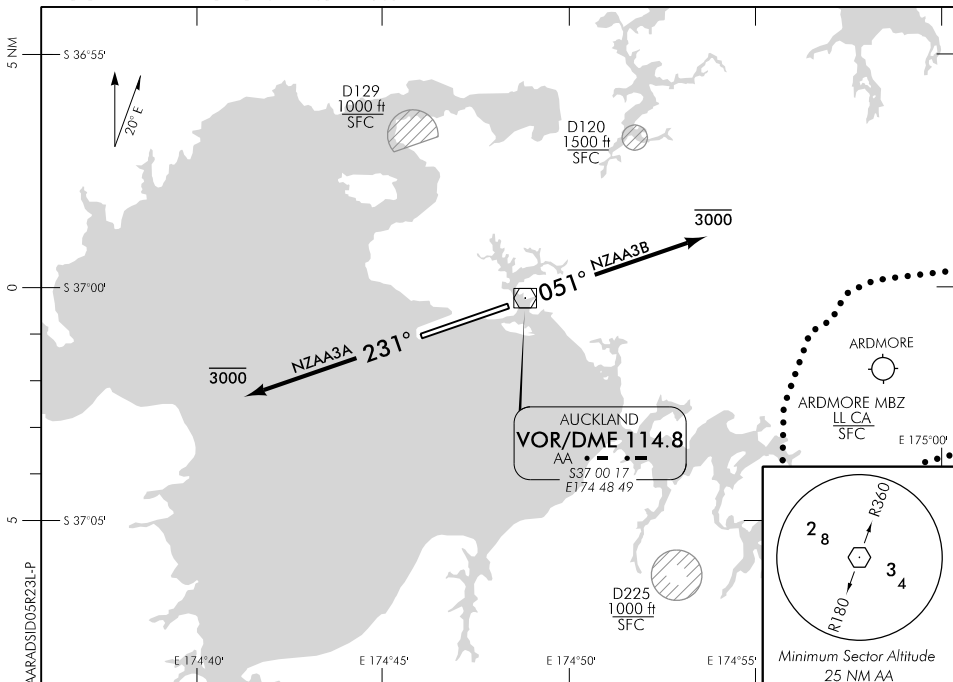 5 NM
S 36°55'
20° E
D129
1000 ft
SFC
D120
1500 ft
SFC
3000
NZAA3B
051°
0
S 37°00'
NZAA3A
231°
3000
ARDMORE
ARDMORE MBZ
LL CA
SFC
E 175°00'
AUCKLAND
VOR/DME 114.8
AA
S37 00 17
E174 48 49
5
S 37°05'
D225
1000 ft
SFC
R360
2 8
3 4
R180
Minimum Sector Altitude
25 NM AA
E 174°40'
E 174°45'
E 174°50'
E 174°55'
AARADSID05R23L-P